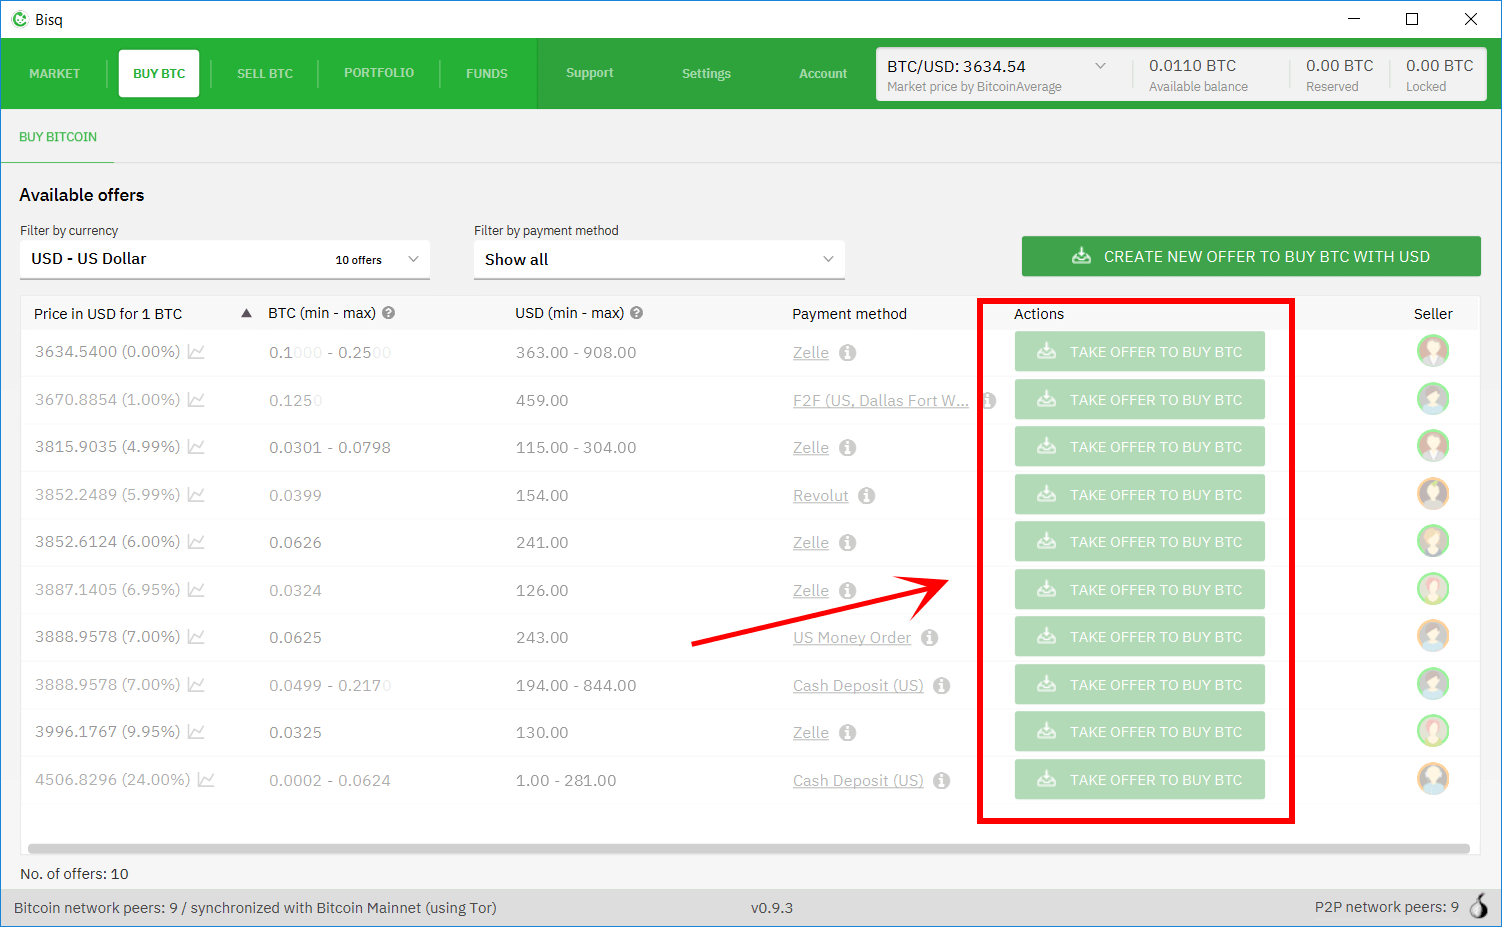 Bisq
MARKET BUY BTC SELL BTC PORTFOLIO FUNDS Support Settings Account BTC/USD: 3634.54 0.0110 BTC 0.00 BTC 0.00 BTC
Market price by BitcoinAverage Available balance Reserved Locked
BUY BITCOIN
Available offers
Filter by currency Filter by payment method
USD - US Dollar 10 offers Show all CREATE NEW OFFER TO BUY BTC WITH USD
Price in USD for 1 BTC BTC (min - max) USD (min - max) Payment method Actions Seller
3634.5400 (0.00%) 0.1000 - 0.2500 363.00 - 908.00 Zelle TAKE OFFER TO BUY BTC
3670.8854 (1.00%) 0.1250 459.00 F2F (US, Dallas Fort W... TAKE OFFER TO BUY BTC
3815.9035 (4.99%) 0.0301 - 0.0798 115.00 - 304.00 Zelle TAKE OFFER TO BUY BTC
3852.2489 (5.99%) 0.0399 154.00 Revolut TAKE OFFER TO BUY BTC
3852.6124 (6.00%) 0.0626 241.00 Zelle TAKE OFFER TO BUY BTC
3887.1405 (6.95%) 0.0324 126.00 Zelle TAKE OFFER TO BUY BTC
3888.9578 (7.00%) 0.0625 243.00 US Money Order TAKE OFFER TO BUY BTC
3888.9578 (7.00%) 0.0499 - 0.2170 194.00 - 844.00 Cash Deposit (US) TAKE OFFER TO BUY BTC
3996.1767 (9.95%) 0.0325 130.00 Zelle TAKE OFFER TO BUY BTC
4506.8296 (24.00%) 0.0002 - 0.0624 1.00 - 281.00 Cash Deposit (US) TAKE OFFER TO BUY BTC
No. of offers: 10
Bitcoin network peers: 9 / synchronized with Bitcoin Mainnet (using Tor) v0.9.3 P2P network peers: 9